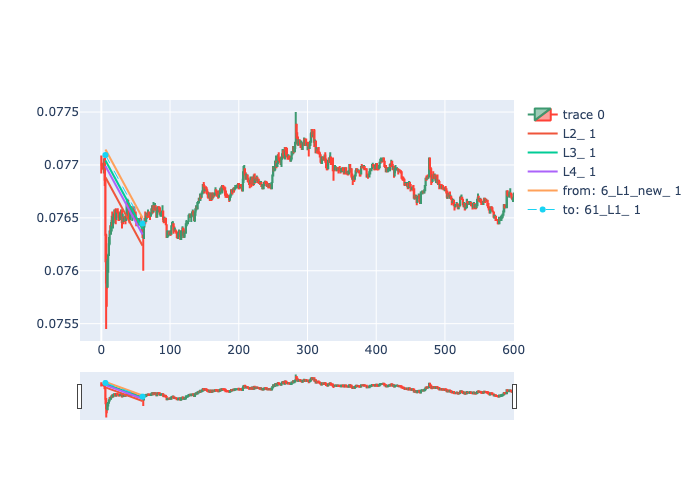 0.0775
0.077
0.0765
0.076
0.0755
0
100
200
300
400
500
600
trace 0
L2_ 1
L3_ 1
L4_ 1
from: 6_L1_new_ 1
to: 61_L1_ 1